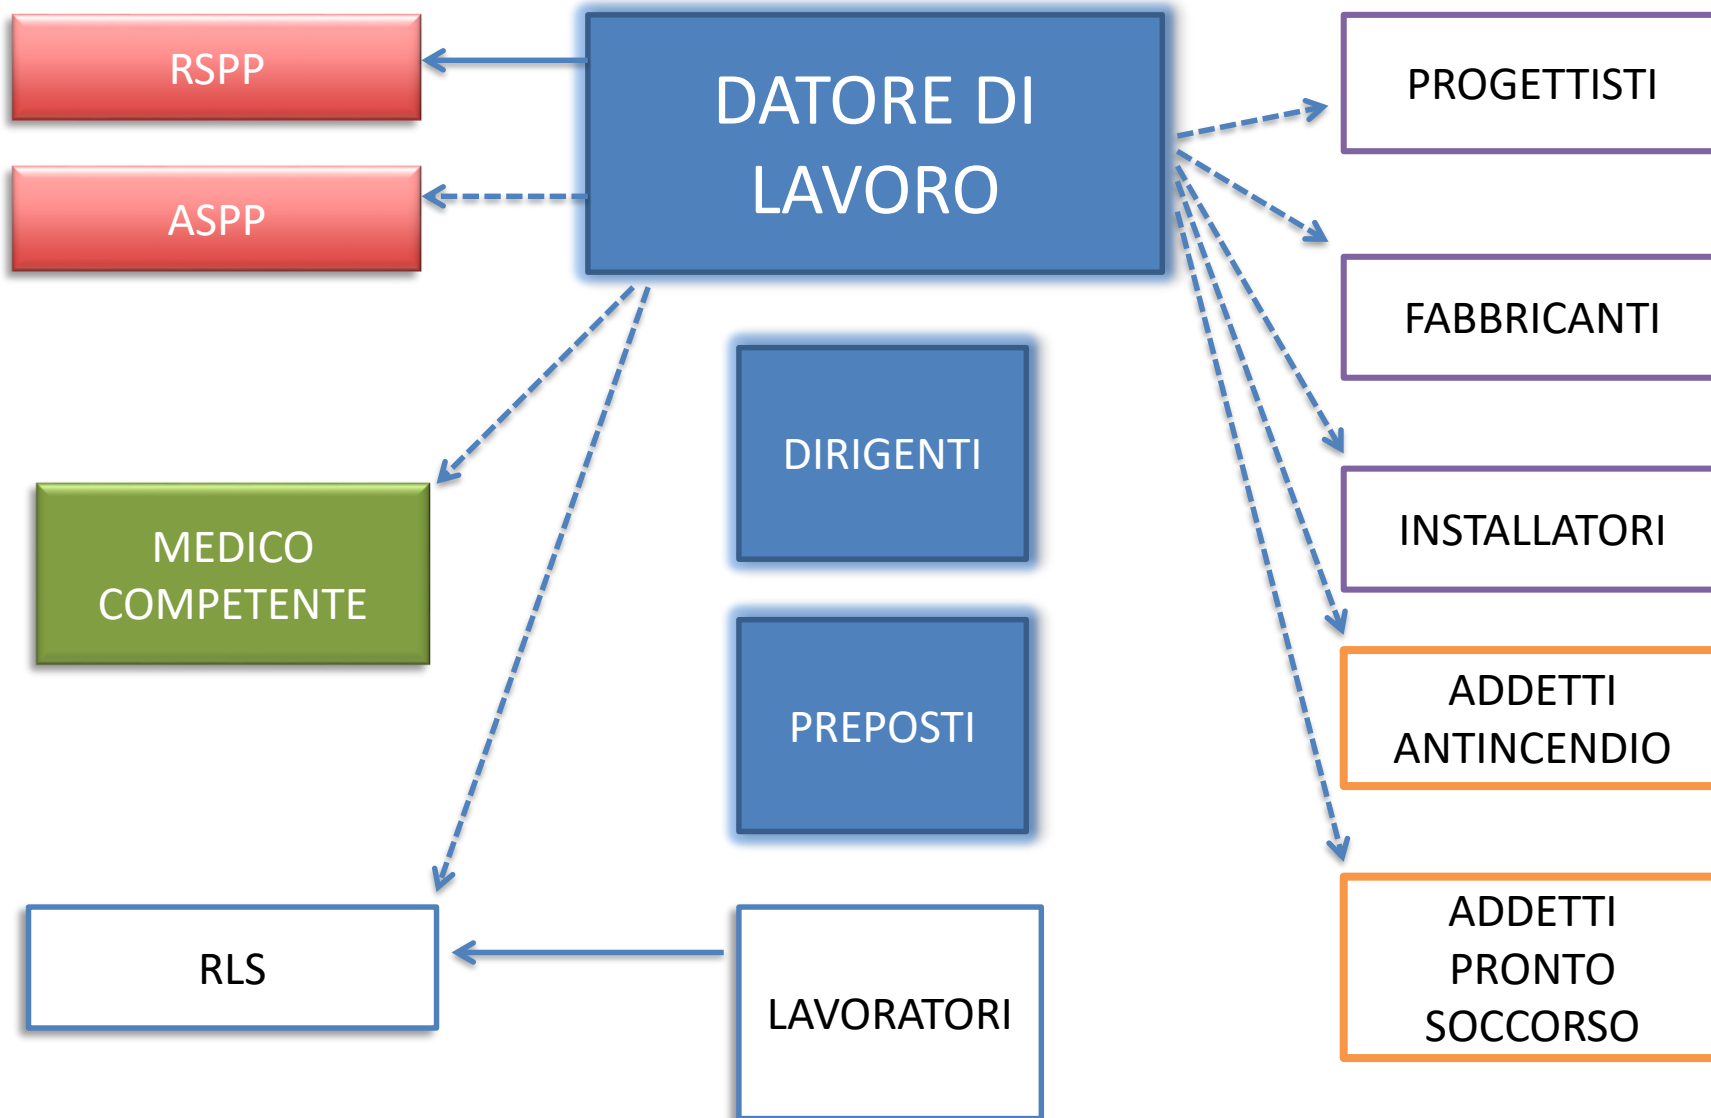 RSPP
DATORE DI
LAVORO
PROGETTISTI
ASPP
FABBRICANTI
DIRIGENTI
INSTALLATORI
MEDICO
COMPETENTE
PREPOSTI
ADDETTI
ANTINCENDIO
RLS
LAVORATORI
ADDETTI
PRONTO
SOCCORSO